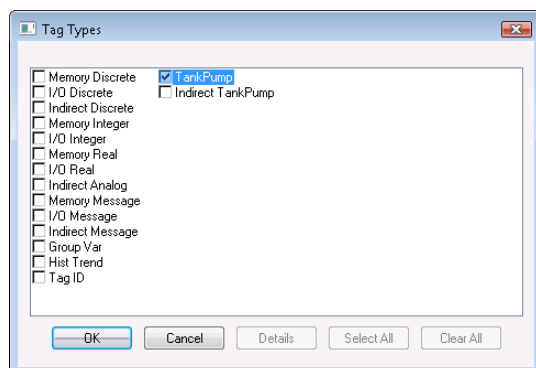 Tag Types
Memory Discrete
I/O Discrete
Indirect Discrete
Memory Integer
I/O Integer
Memory Real
I/O Real
Indirect Analog
Memory Message
I/O Message
Indirect Message
Group Var
Hist Trend
Tag ID
TankPump
Indirect TankPump
OK Cancel Details Select All Clear All